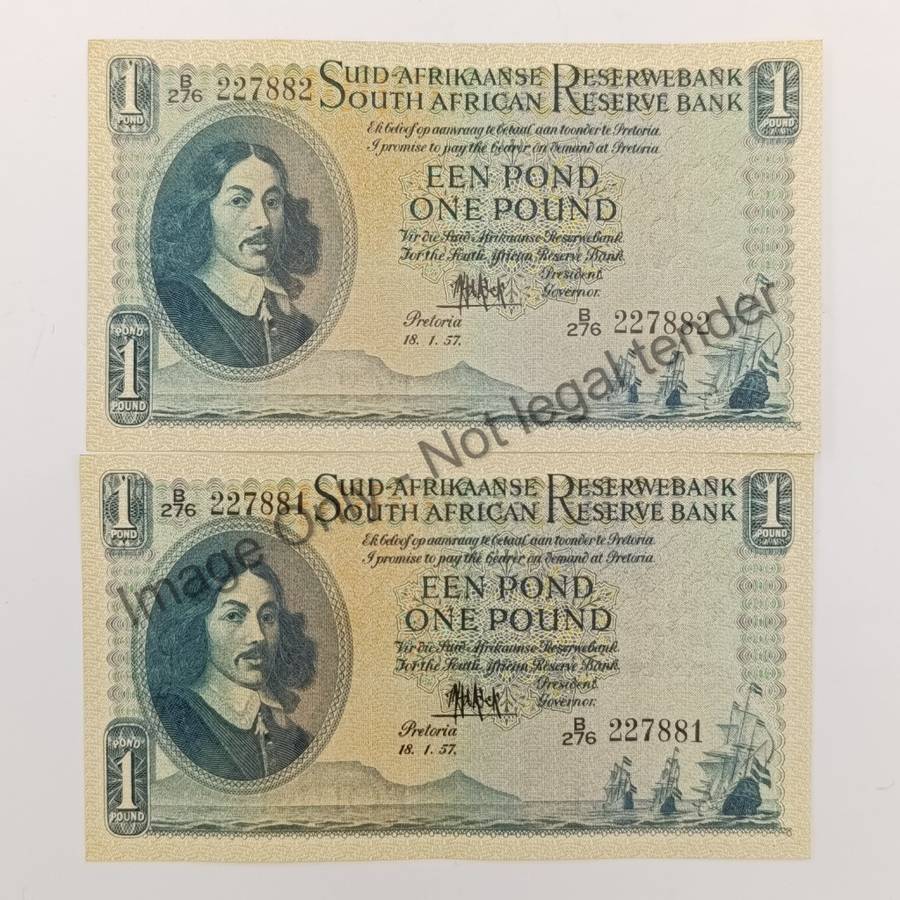 1
POND
B
276 227882
SUID-AFRIKAANSE RESERWEBANK
SOUTH AFRICAN RESERVE BANK
1
POUND
Ek beloof op aanvraag te betaal aan toonder te Pretoria
I promise to pay the bearer on demand at Pretoria
EEN POND
ONE POUND
Vir die Suid-Afrikaanse Reserwebank
For the South African Reserve Bank
President.
Governor.
Pretoria
18. 1. 57.
B
276 227882
POND
1
POUND
Image Only - Not legal tender
1
POND
B
276 227881
SUID-AFRIKAANSE RESERWEBANK
SOUTH AFRICAN RESERVE BANK
1
POUND
Ek beloof op aanvraag te betaal aan toonder te Pretoria
I promise to pay the bearer on demand at Pretoria
EEN POND
ONE POUND
Vir die Suid-Afrikaanse Reserwebank
For the South African Reserve Bank
President.
Governor.
Pretoria
18. 1. 57.
B
276 227881
POND
1
POUND